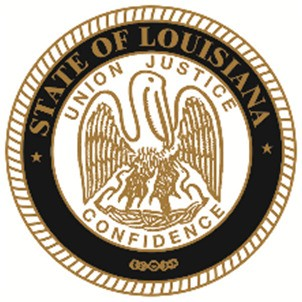 STATE OF LOUISIANA
UNION JUSTICE
CONFIDENCE